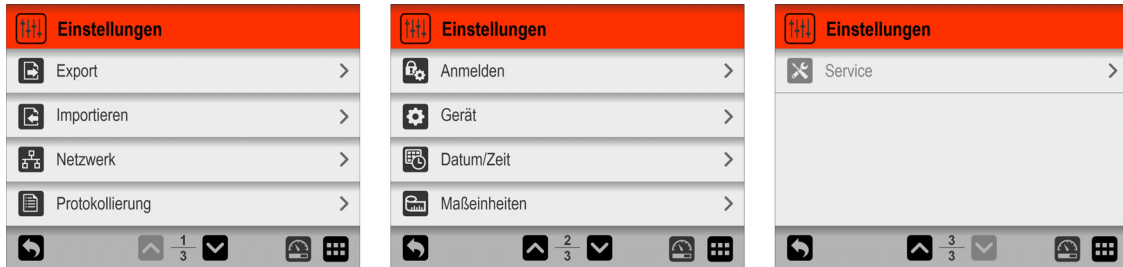 Einstellungen
Export
Importieren
Netzwerk
Protokollierung
1
3
Einstellungen
Anmelden
Gerät
Datum/Zeit
Maßeinheiten
2
3
Einstellungen
Service
3
3